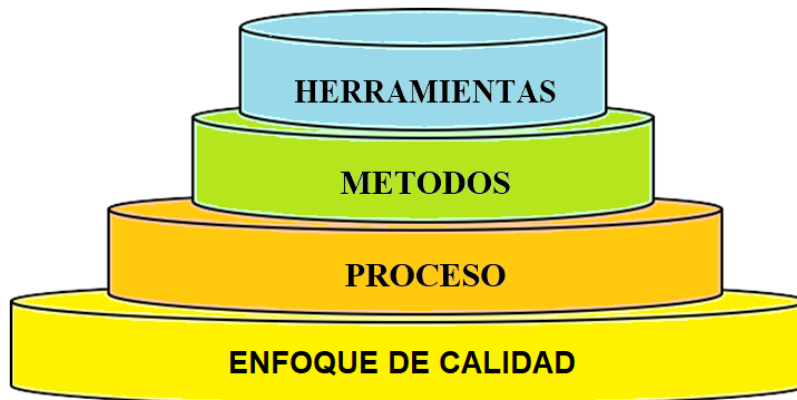 HERRAMIENTAS
METODOS
PROCESO
ENFOQUE DE CALIDAD